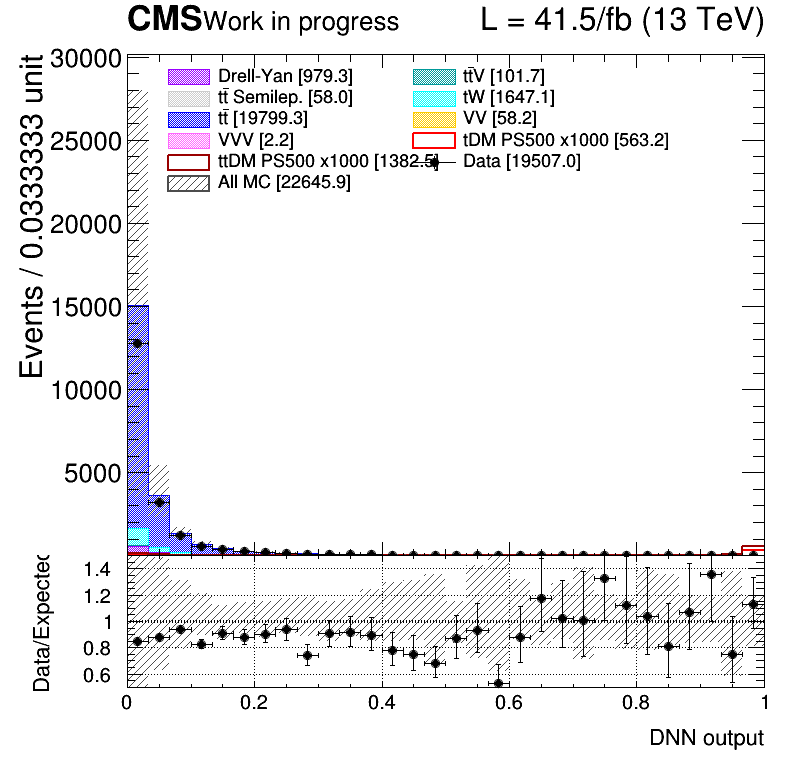 CMS Work in progress L = 41.5/fb (13 TeV)
Events / 0.0333333 unit
30000
25000
20000
15000
10000
5000
Drell-Yan [979.3] tt̄V [101.7]
tt̄ Semilep. [58.0] tW [1647.1]
tt̄ [19799.3] VV [58.2]
VVV [2.2] tDM PS500 x1000 [563.2]
ttDM PS500 x1000 [1382.5] Data [19507.0]
All MC [22645.9]
Data/Expected
1.4
1.2
1
0.8
0.6
0 0.2 0.4 0.6 0.8 1
DNN output